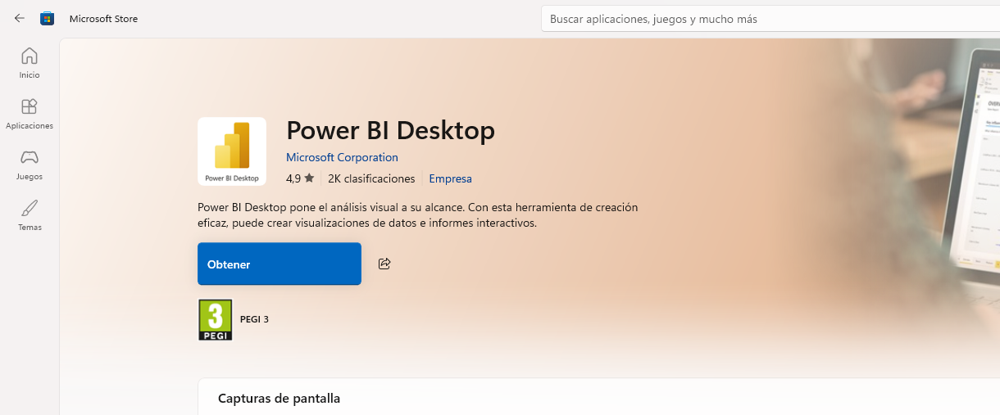 Microsoft Store
Buscar aplicaciones, juegos y mucho más
Inicio
Aplicaciones
Juegos
Temas
Power BI Desktop
Power BI Desktop
Microsoft Corporation
4,9
2K clasificaciones
Empresa
Power BI Desktop pone el análisis visual a su alcance. Con esta herramienta de creación
eficaz, puede crear visualizaciones de datos e informes interactivos.
Obtener
3
PEGI
PEGI 3
Capturas de pantalla